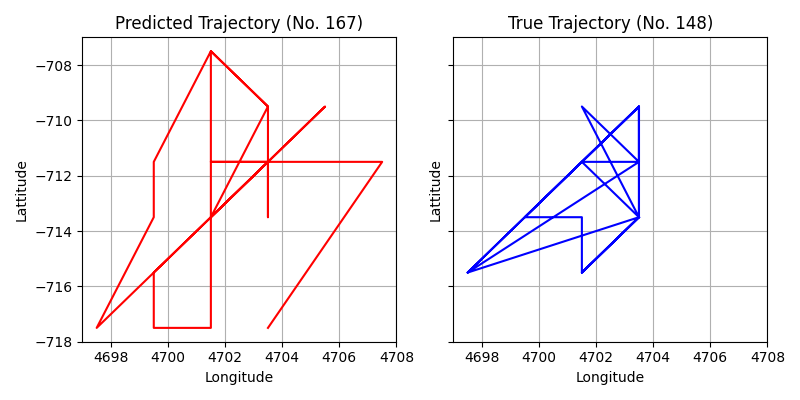 Predicted Trajectory (No. 167)
True Trajectory (No. 148)
−708
−710
−712
−714
−716
−718
Lattitude
Lattitude
4698 4700 4702 4704 4706 4708
4698 4700 4702 4704 4706 4708
Longitude
Longitude